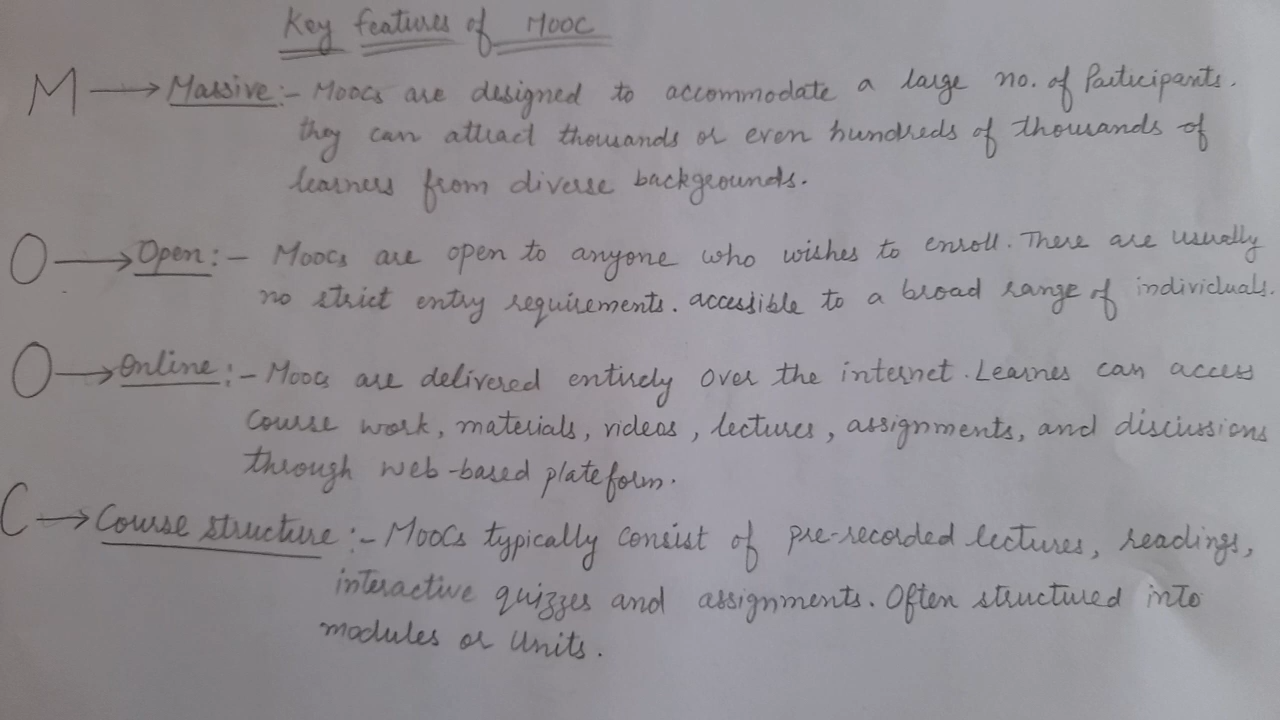 Key features of MOOC
M → Massive:- MOOCs are designed to accommodate a large no. of Participants.
they can attract thousands or even hundreds of thousands of
learners from diverse backgrounds.
O → Open:- MOOCs are open to anyone who wishes to enroll. There are usually
no strict entry requirements. accessible to a broad range of individuals.
O → Online:- MOOCs are delivered entirely over the internet. Learnes can access
course work, materials, videos, lectures, assignments, and discussions
through web-based plateform.
C → Course structure:- MOOCs typically consist of pre-recorded lectures, readings,
interactive quizzes and assignments. Often structured into
modules or Units.